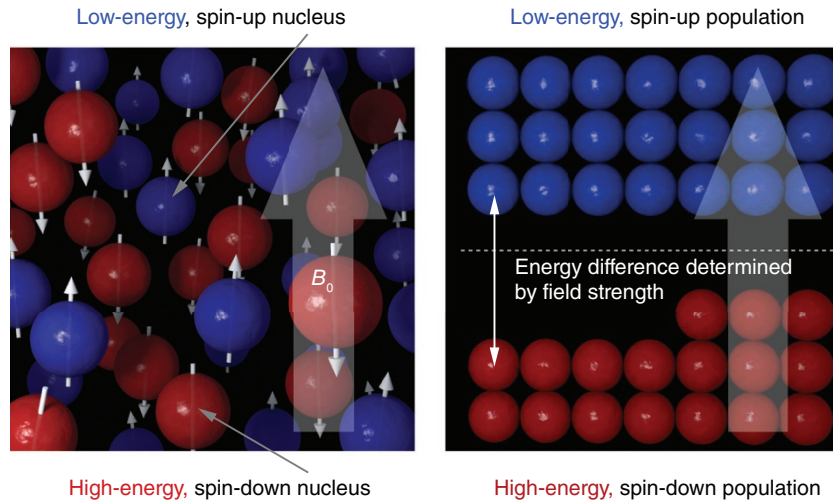 Low-energy, spin-up nucleus
Low-energy, spin-up population
B0
Energy difference determined
by field strength
High-energy, spin-down nucleus
High-energy, spin-down population